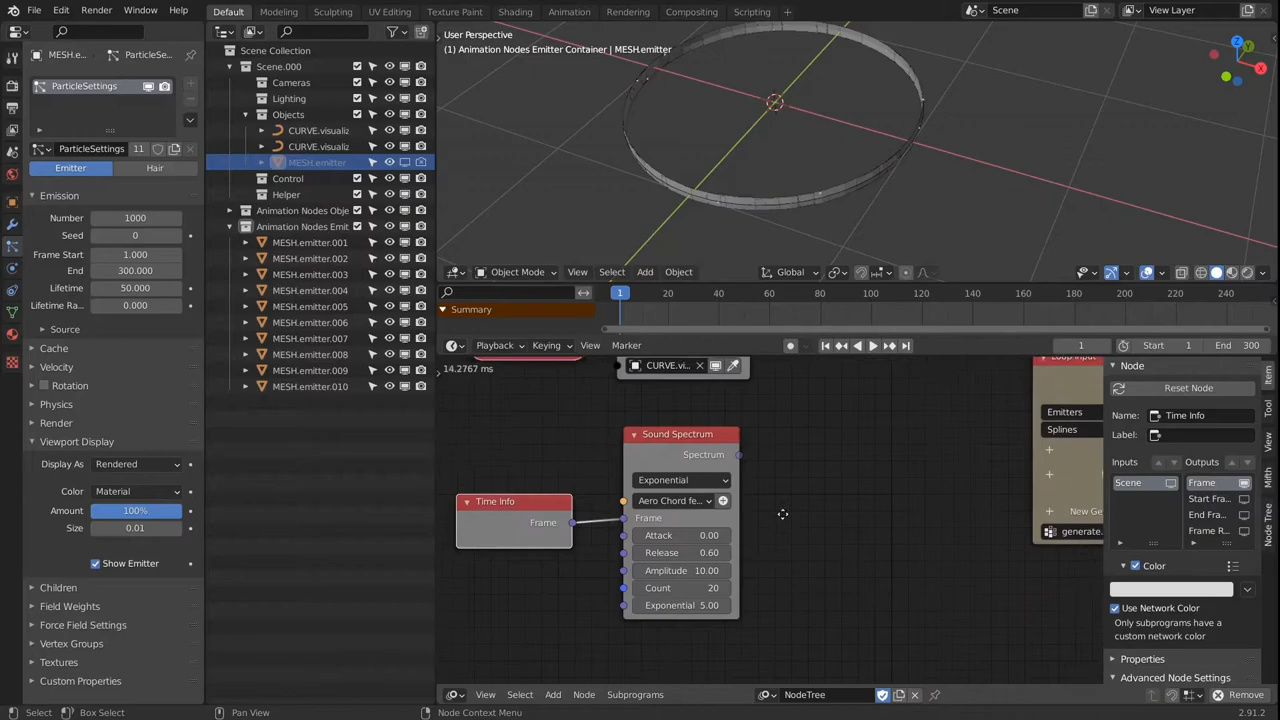 File Edit Render Window Help
Default Modeling Sculpting UV Editing Texture Paint Shading Animation Rendering Compositing Scripting +
Scene
View Layer
MESH.e...
ParticleSe...
ParticleSettings
ParticleSettings 11
Emitter Hair
Emission
Number 1000
Seed 0
Frame Start 1.000
End 300.000
Lifetime 50.000
Lifetime Ra... 0.000
Source
Cache
Velocity
Rotation
Physics
Render
Viewport Display
Display As Rendered
Color Material
Amount 100%
Size 0.01
Show Emitter
Children
Field Weights
Force Field Settings
Vertex Groups
Textures
Custom Properties
Scene Collection
Scene.000
Cameras
Lighting
Objects
CURVE.visualiz
CURVE.visualiz
MESH.emitter
Control
Helper
Animation Nodes Obje
Animation Nodes Emit
MESH.emitter.001
MESH.emitter.002
MESH.emitter.003
MESH.emitter.004
MESH.emitter.005
MESH.emitter.006
MESH.emitter.007
MESH.emitter.008
MESH.emitter.009
MESH.emitter.010
User Perspective
(1) Animation Nodes Emitter Container | MESH.emitter
X
Y
Z
Object Mode View Select Add Object Global
1 20 40 60 80 100 120 140 160 180 200 220 240
Summary
Playback Keying View Marker
1 Start 1 End 300
14.2767 ms
CURVE.vi...
Sound Spectrum
Spectrum
Exponential
Aero Chord fe...
Frame
Attack 0.00
Release 0.60
Amplitude 10.00
Count 20
Exponential 5.00
Time Info
Frame
Loop Input
Emitters
Splines
New Ge
generate.
Node
Reset Node
Name: Time Info
Label:
Inputs Outputs
Scene
Frame
Start Fra...
End Fra...
Frame R...
Color
Use Network Color
Only subprograms have a
custom network color
Properties
Advanced Node Settings
Item
Tool
View
Mifth
Node Tree
View Select Add Node Subprograms
NodeTree
Remove
Select Box Select
Pan View
Node Context Menu
2.91.2